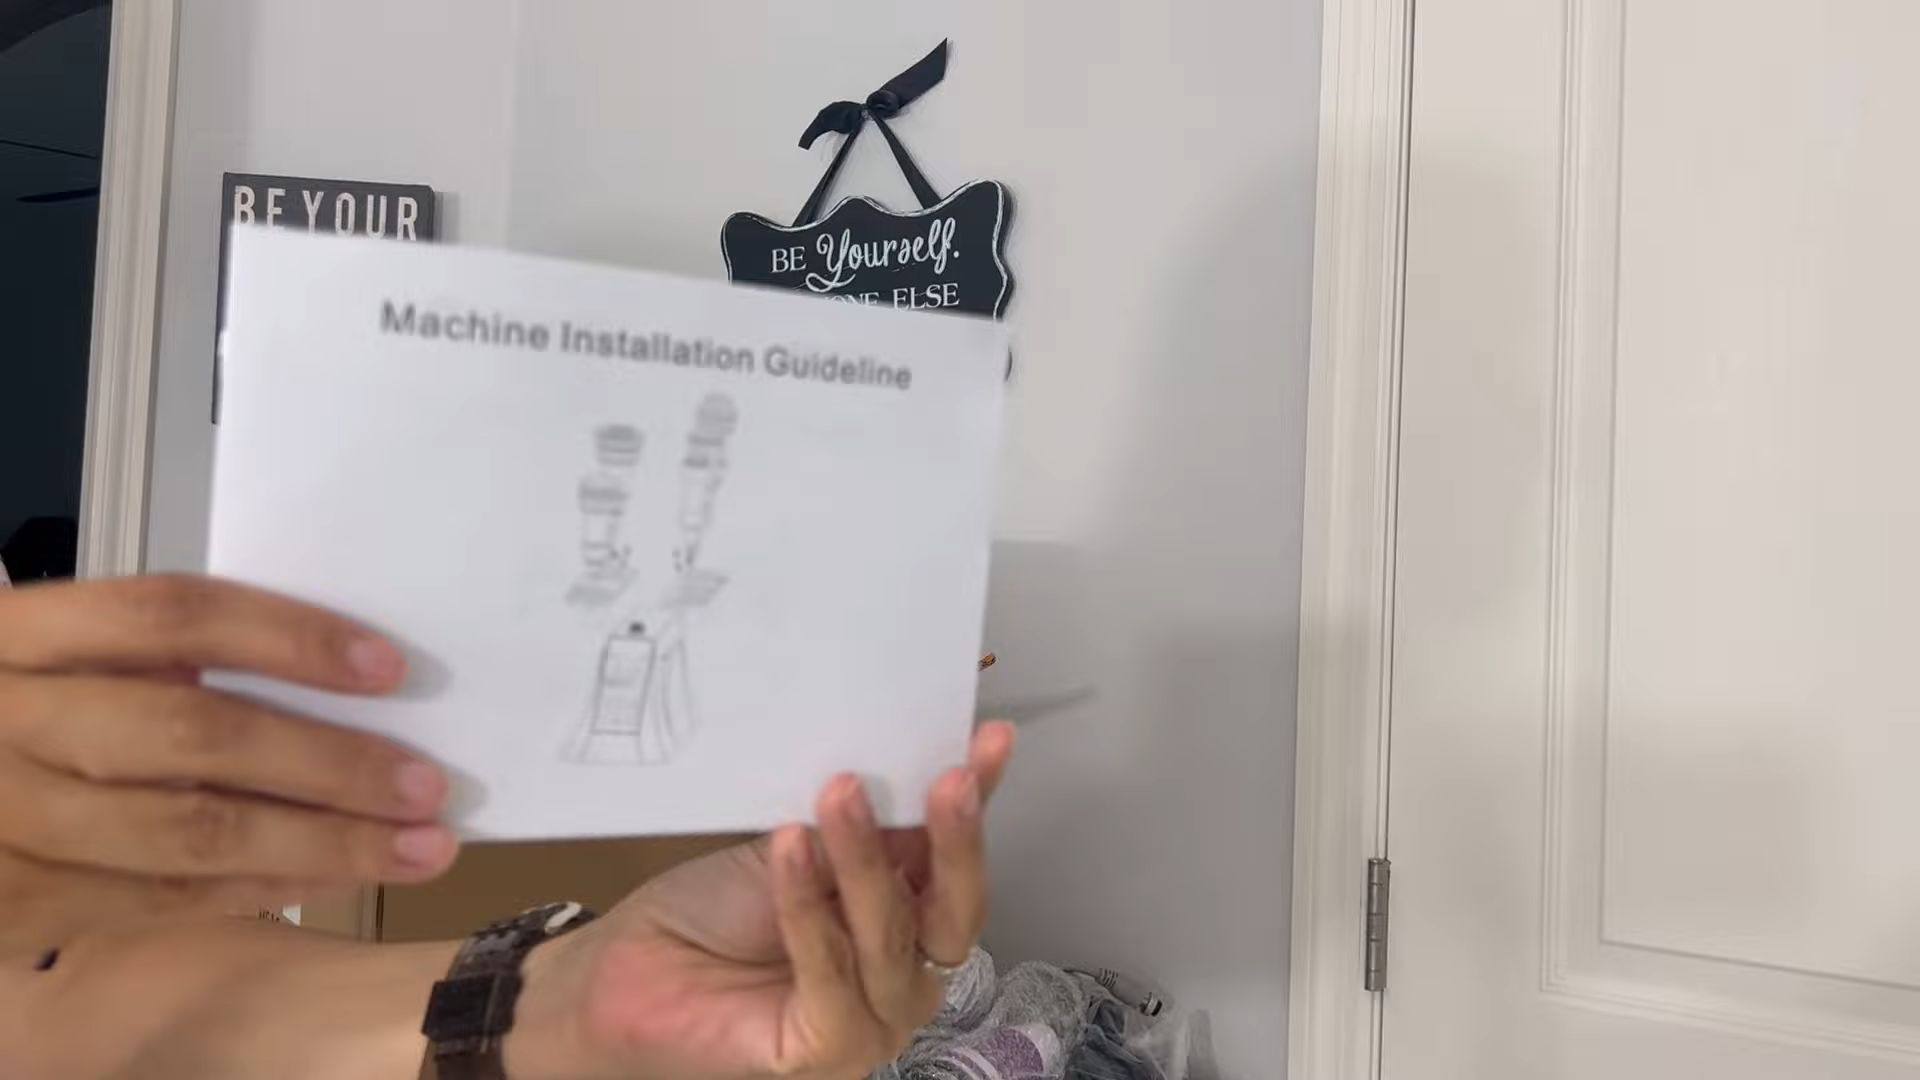 BE YOUR
BE Yourself.
ELSE
Machine Installation Guideline